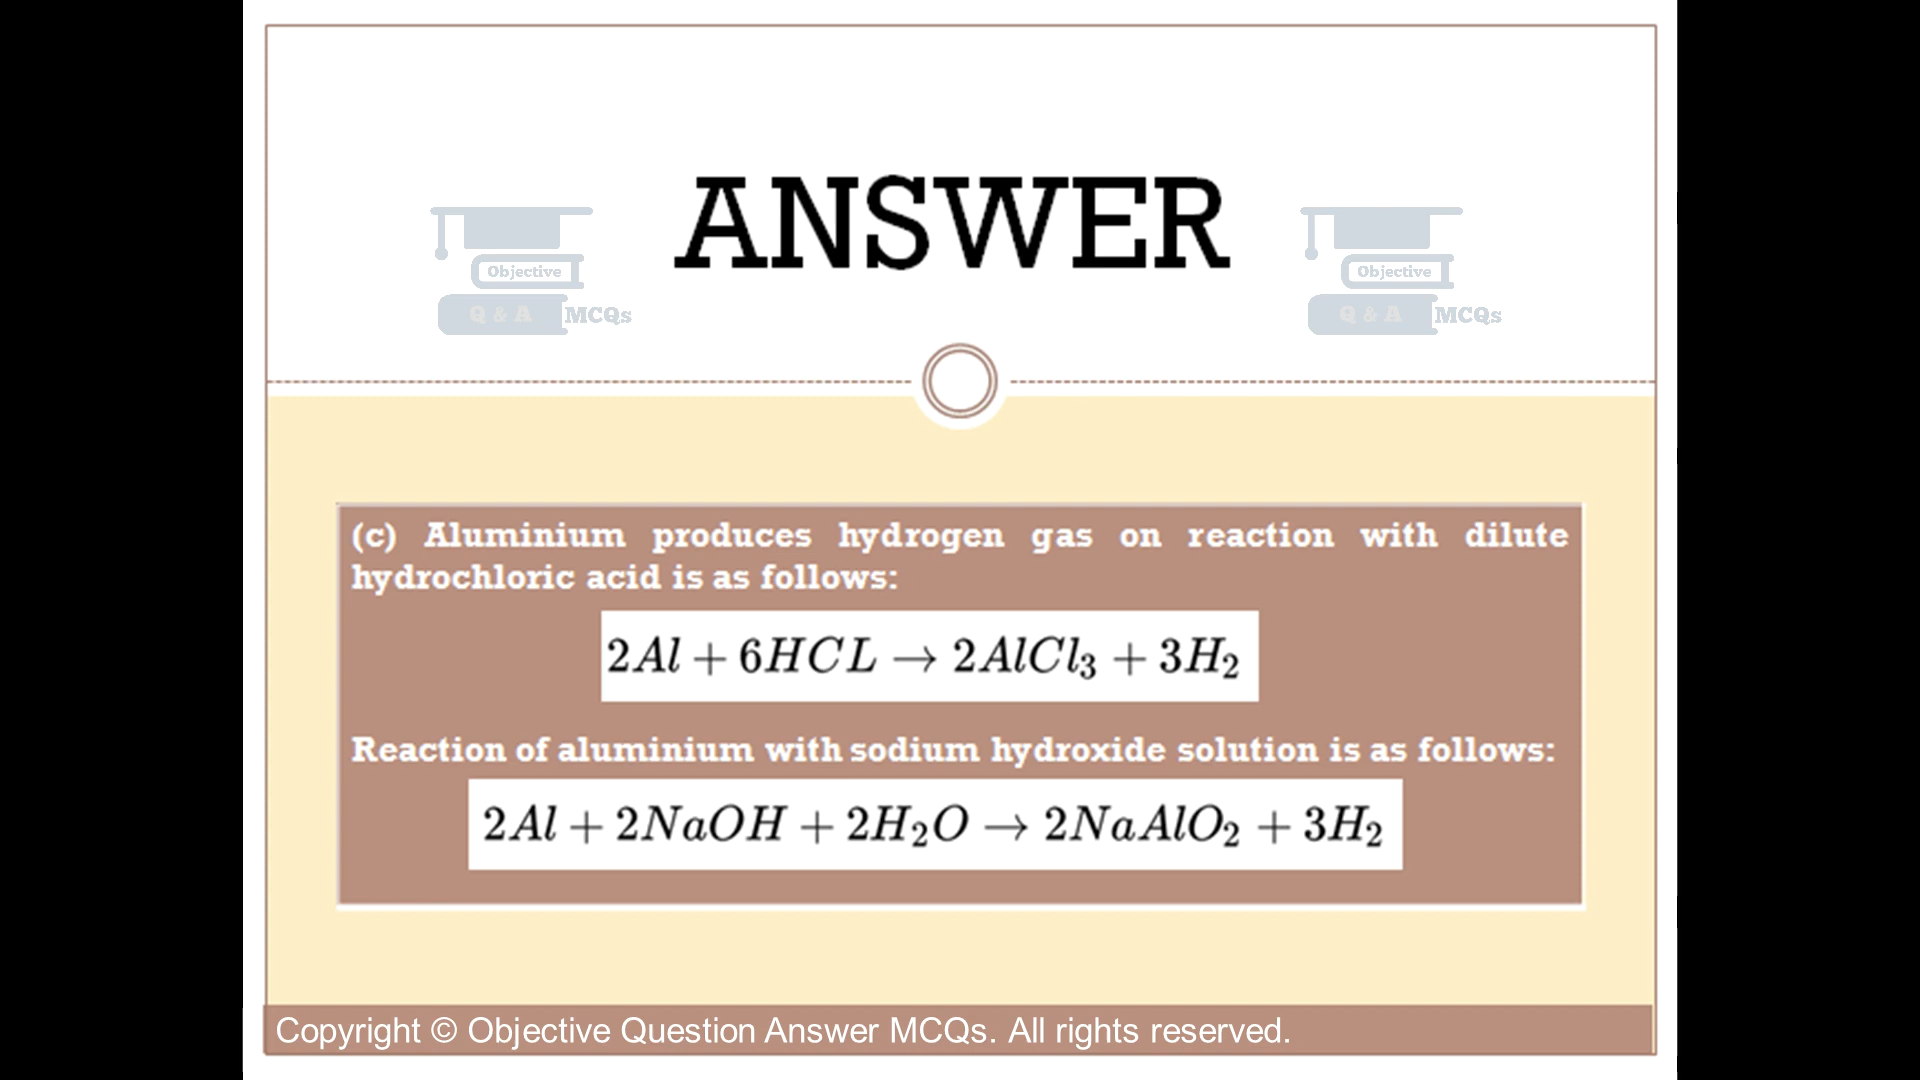 ANSWER
Objective
Q & A MCQs
Objective
Q & A MCQs
(c) Aluminium produces hydrogen gas on reaction with dilute
hydrochloric acid is as follows:
2Al + 6HCL → 2AlCl₃ + 3H₂
Reaction of aluminium with sodium hydroxide solution is as follows:
2Al + 2NaOH + 2H₂O → 2NaAlO₂ + 3H₂
Copyright © Objective Question Answer MCQs. All rights reserved.